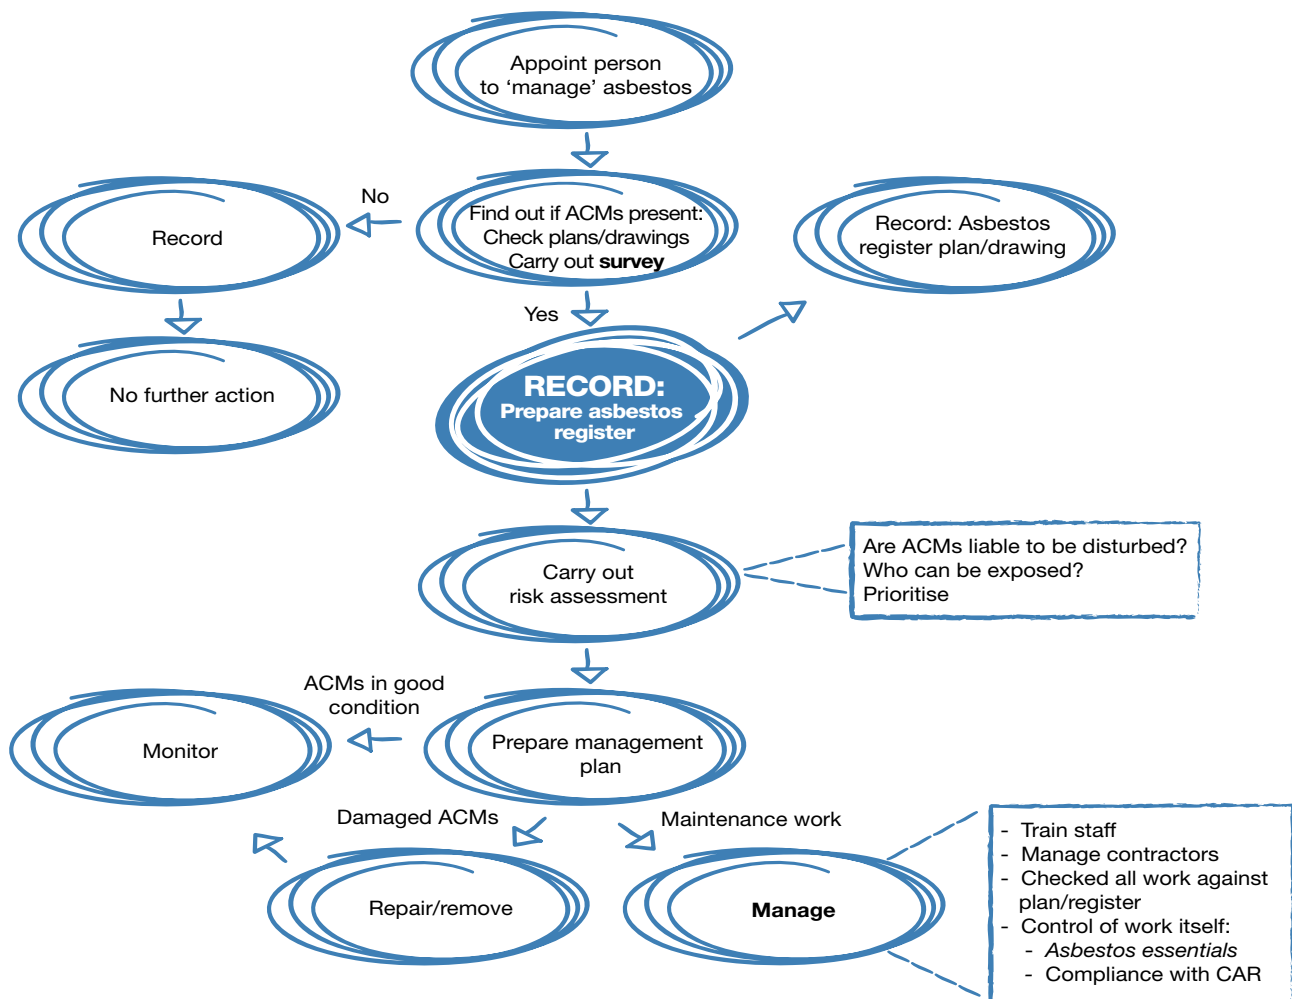 Appoint person
to ‘manage’ asbestos
No
Find out if ACMs present:
Check plans/drawings
Carry out survey
Record
Record: Asbestos
register plan/drawing
Yes
No further action
RECORD:
Prepare asbestos
register
Carry out
risk assessment
Are ACMs liable to be disturbed?
Who can be exposed?
Prioritise
ACMs in good
condition
Monitor
Prepare management
plan
Damaged ACMs
Maintenance work
Repair/remove
Manage
- Train staff
- Manage contractors
- Checked all work against
plan/register
- Control of work itself:
- Asbestos essentials
- Compliance with CAR